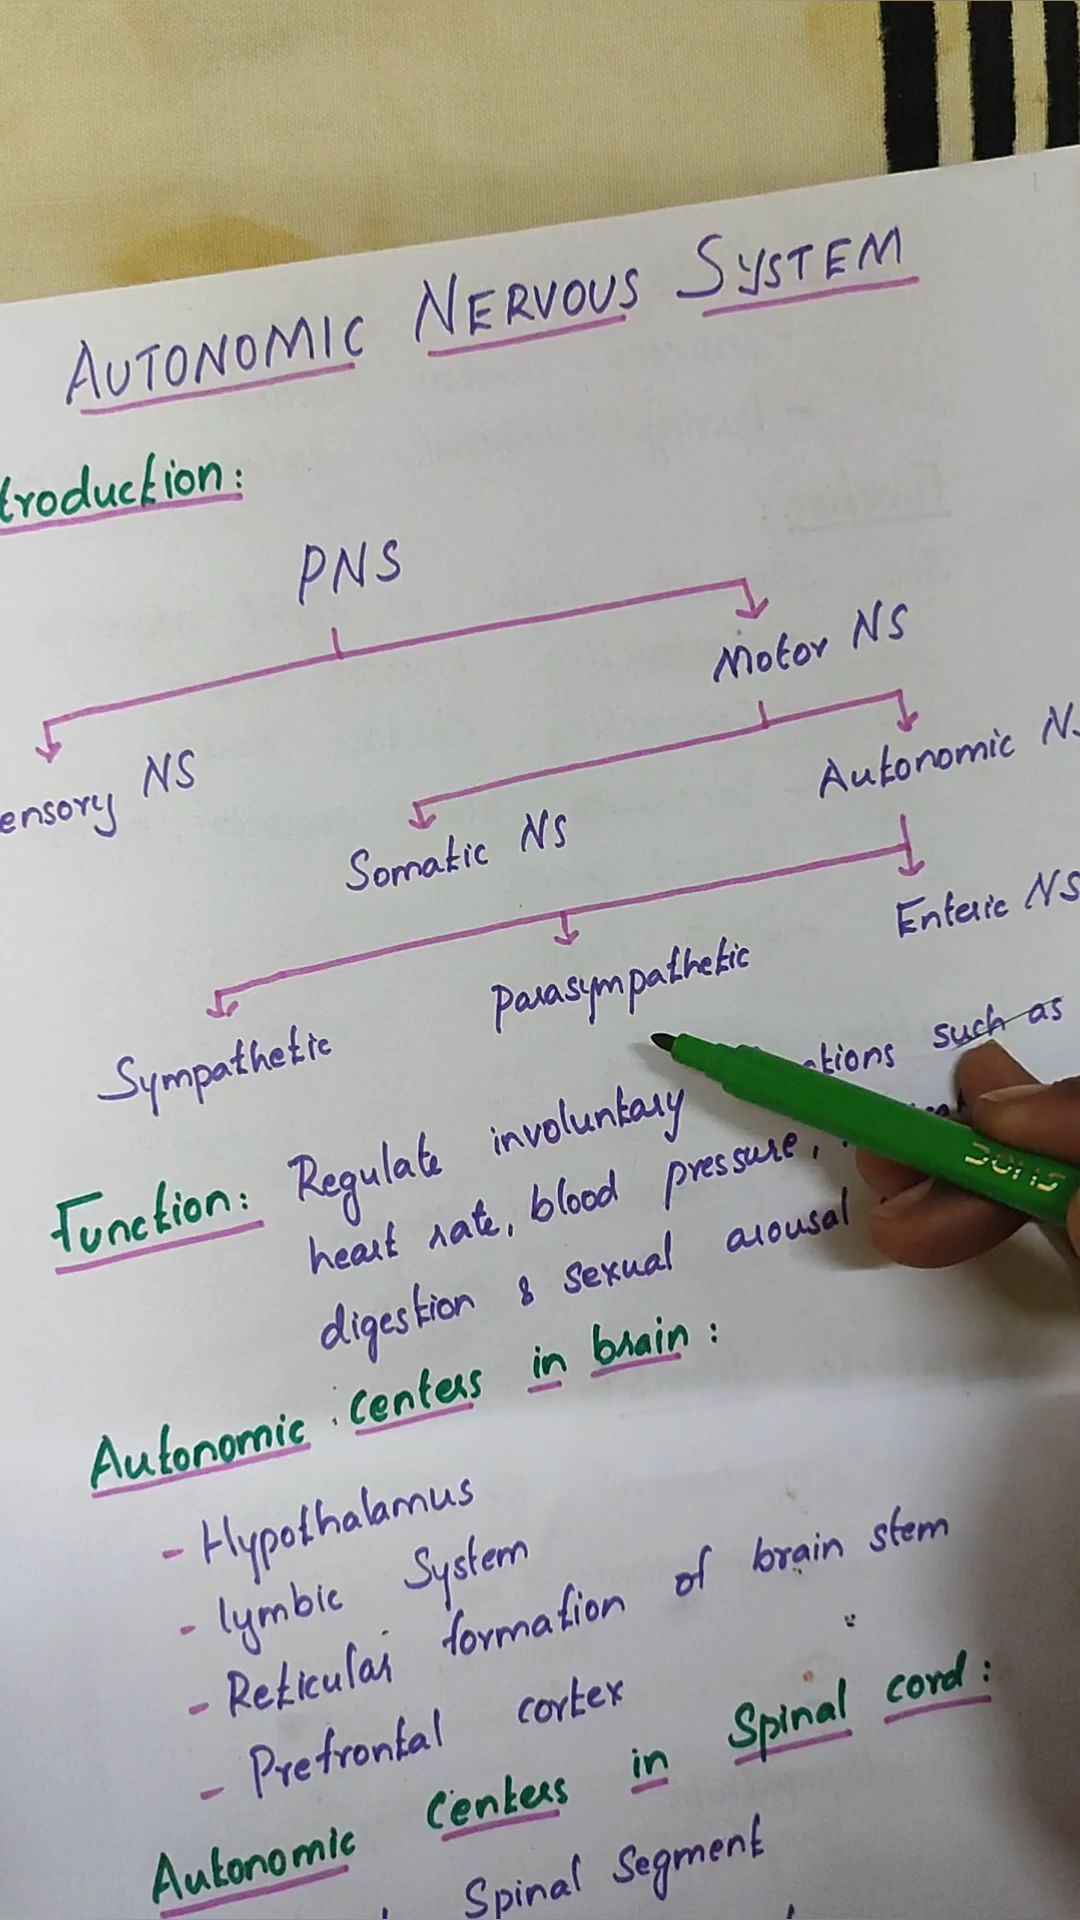 AUTONOMIC NERVOUS SYSTEM
troduction:
PNS
Motor NS
ensory NS
Autonomic N
Somatic NS
Enteric NS
Parasympathetic
Sympathetic
Function: Regulate involuntary ctions such as
heart rate, blood pressure,
digestion & sexual arousal
Autonomic centers in brain:
- Hypothalamus
- lymbic System
- Reticular formation of brain stem
- Prefrontal cortex
Autonomic Centers in Spinal cord:
Spinal Segment
DOMS